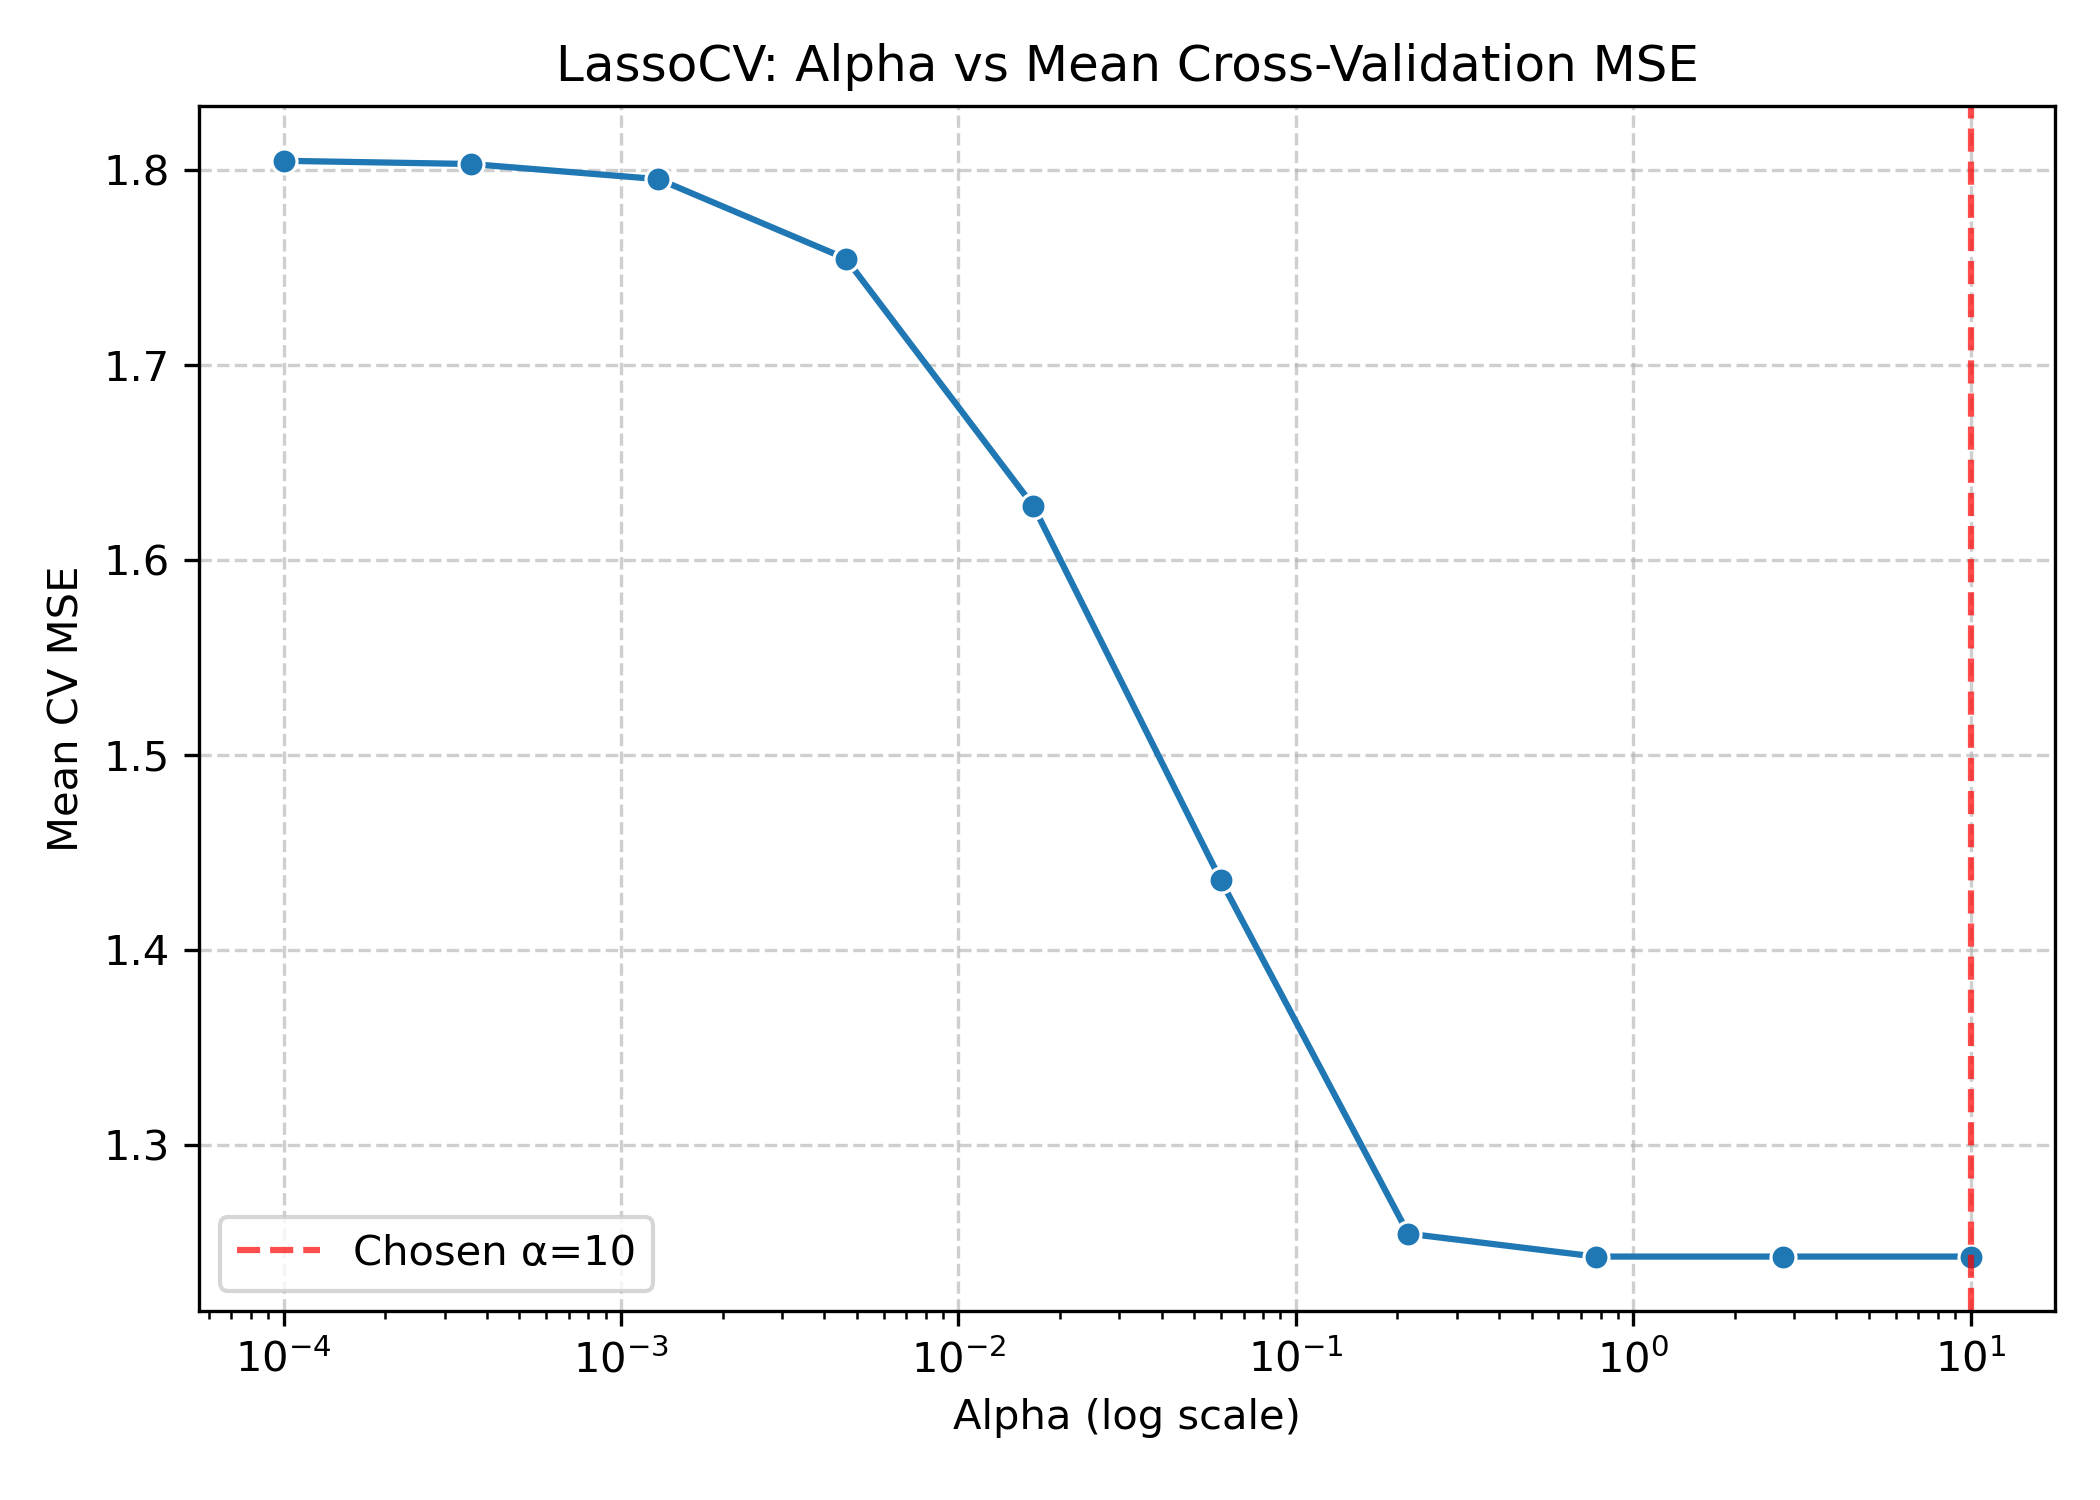 LassoCV: Alpha vs Mean Cross-Validation MSE
Mean CV MSE
1.8
1.7
1.6
1.5
1.4
1.3
Chosen α=10
10⁻⁴ 10⁻³ 10⁻² 10⁻¹ 10⁰ 10¹
Alpha (log scale)